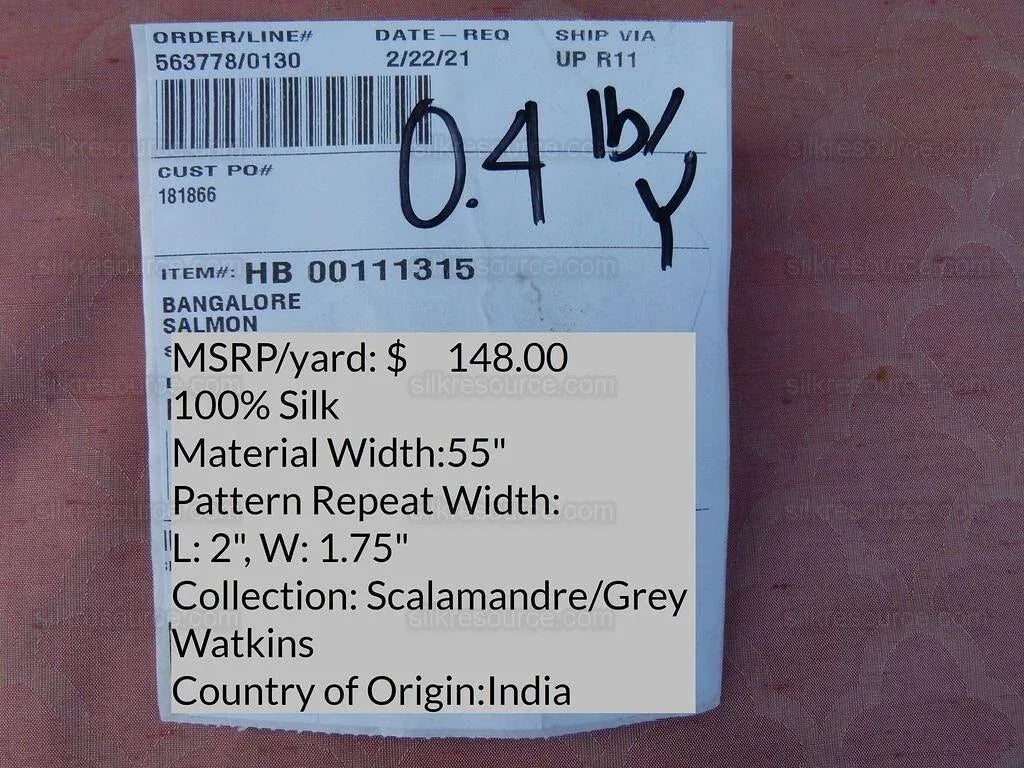 ORDER/LINE# DATE-REQ SHIP VIA
563778/0130 2/22/21 UP R11
0.4 lb/
Y
CUST PO#
181866
ITEM#: HB 00111315
BANGALORE
SALMON
MSRP/yard: $ 148.00
100% Silk
Material Width:55"
Pattern Repeat Width:
L: 2", W: 1.75"
Collection: Scalamandre/Grey
Watkins
Country of Origin:India
silkresource.com